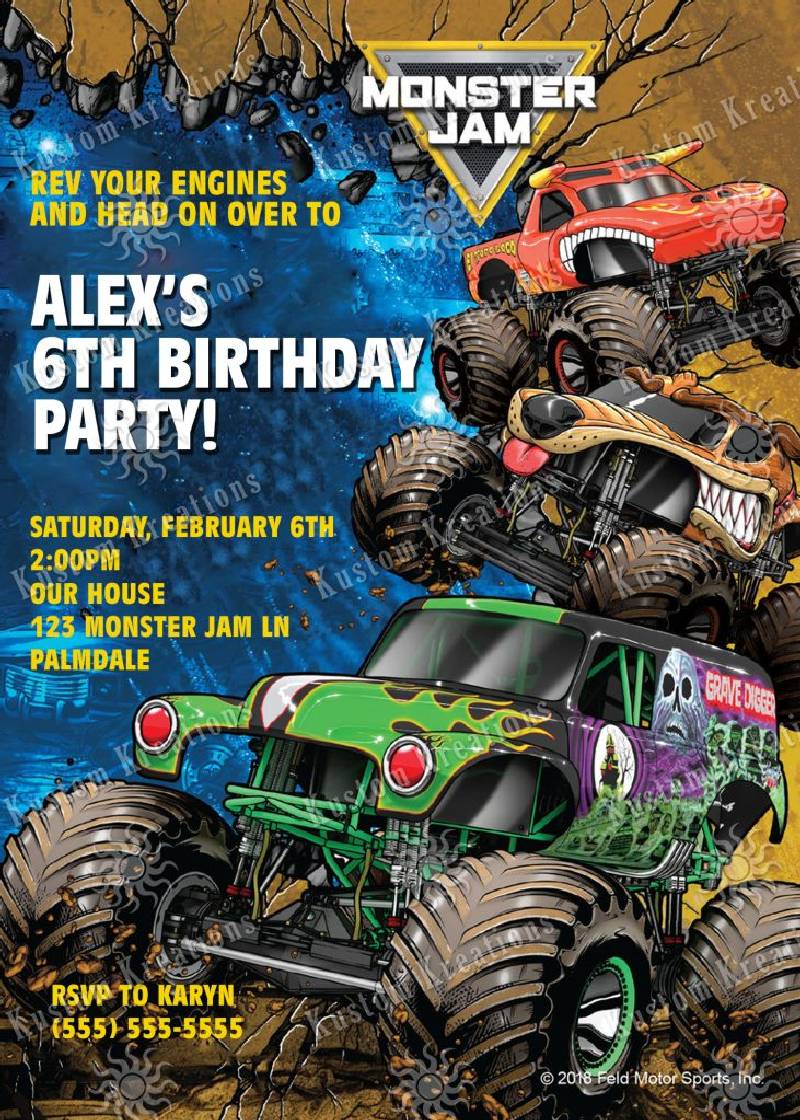 MONSTER
JAM
REV YOUR ENGINES
AND HEAD ON OVER TO
ALEX'S
6TH BIRTHDAY
PARTY!
SATURDAY, FEBRUARY 6TH
2:00PM
OUR HOUSE
123 MONSTER JAM LN
PALMDALE
GRAVE DIGGER
RSVP TO KARYN
(555) 555-5555
© 2018 Feld Motor Sports, Inc.
Kustom Kreations